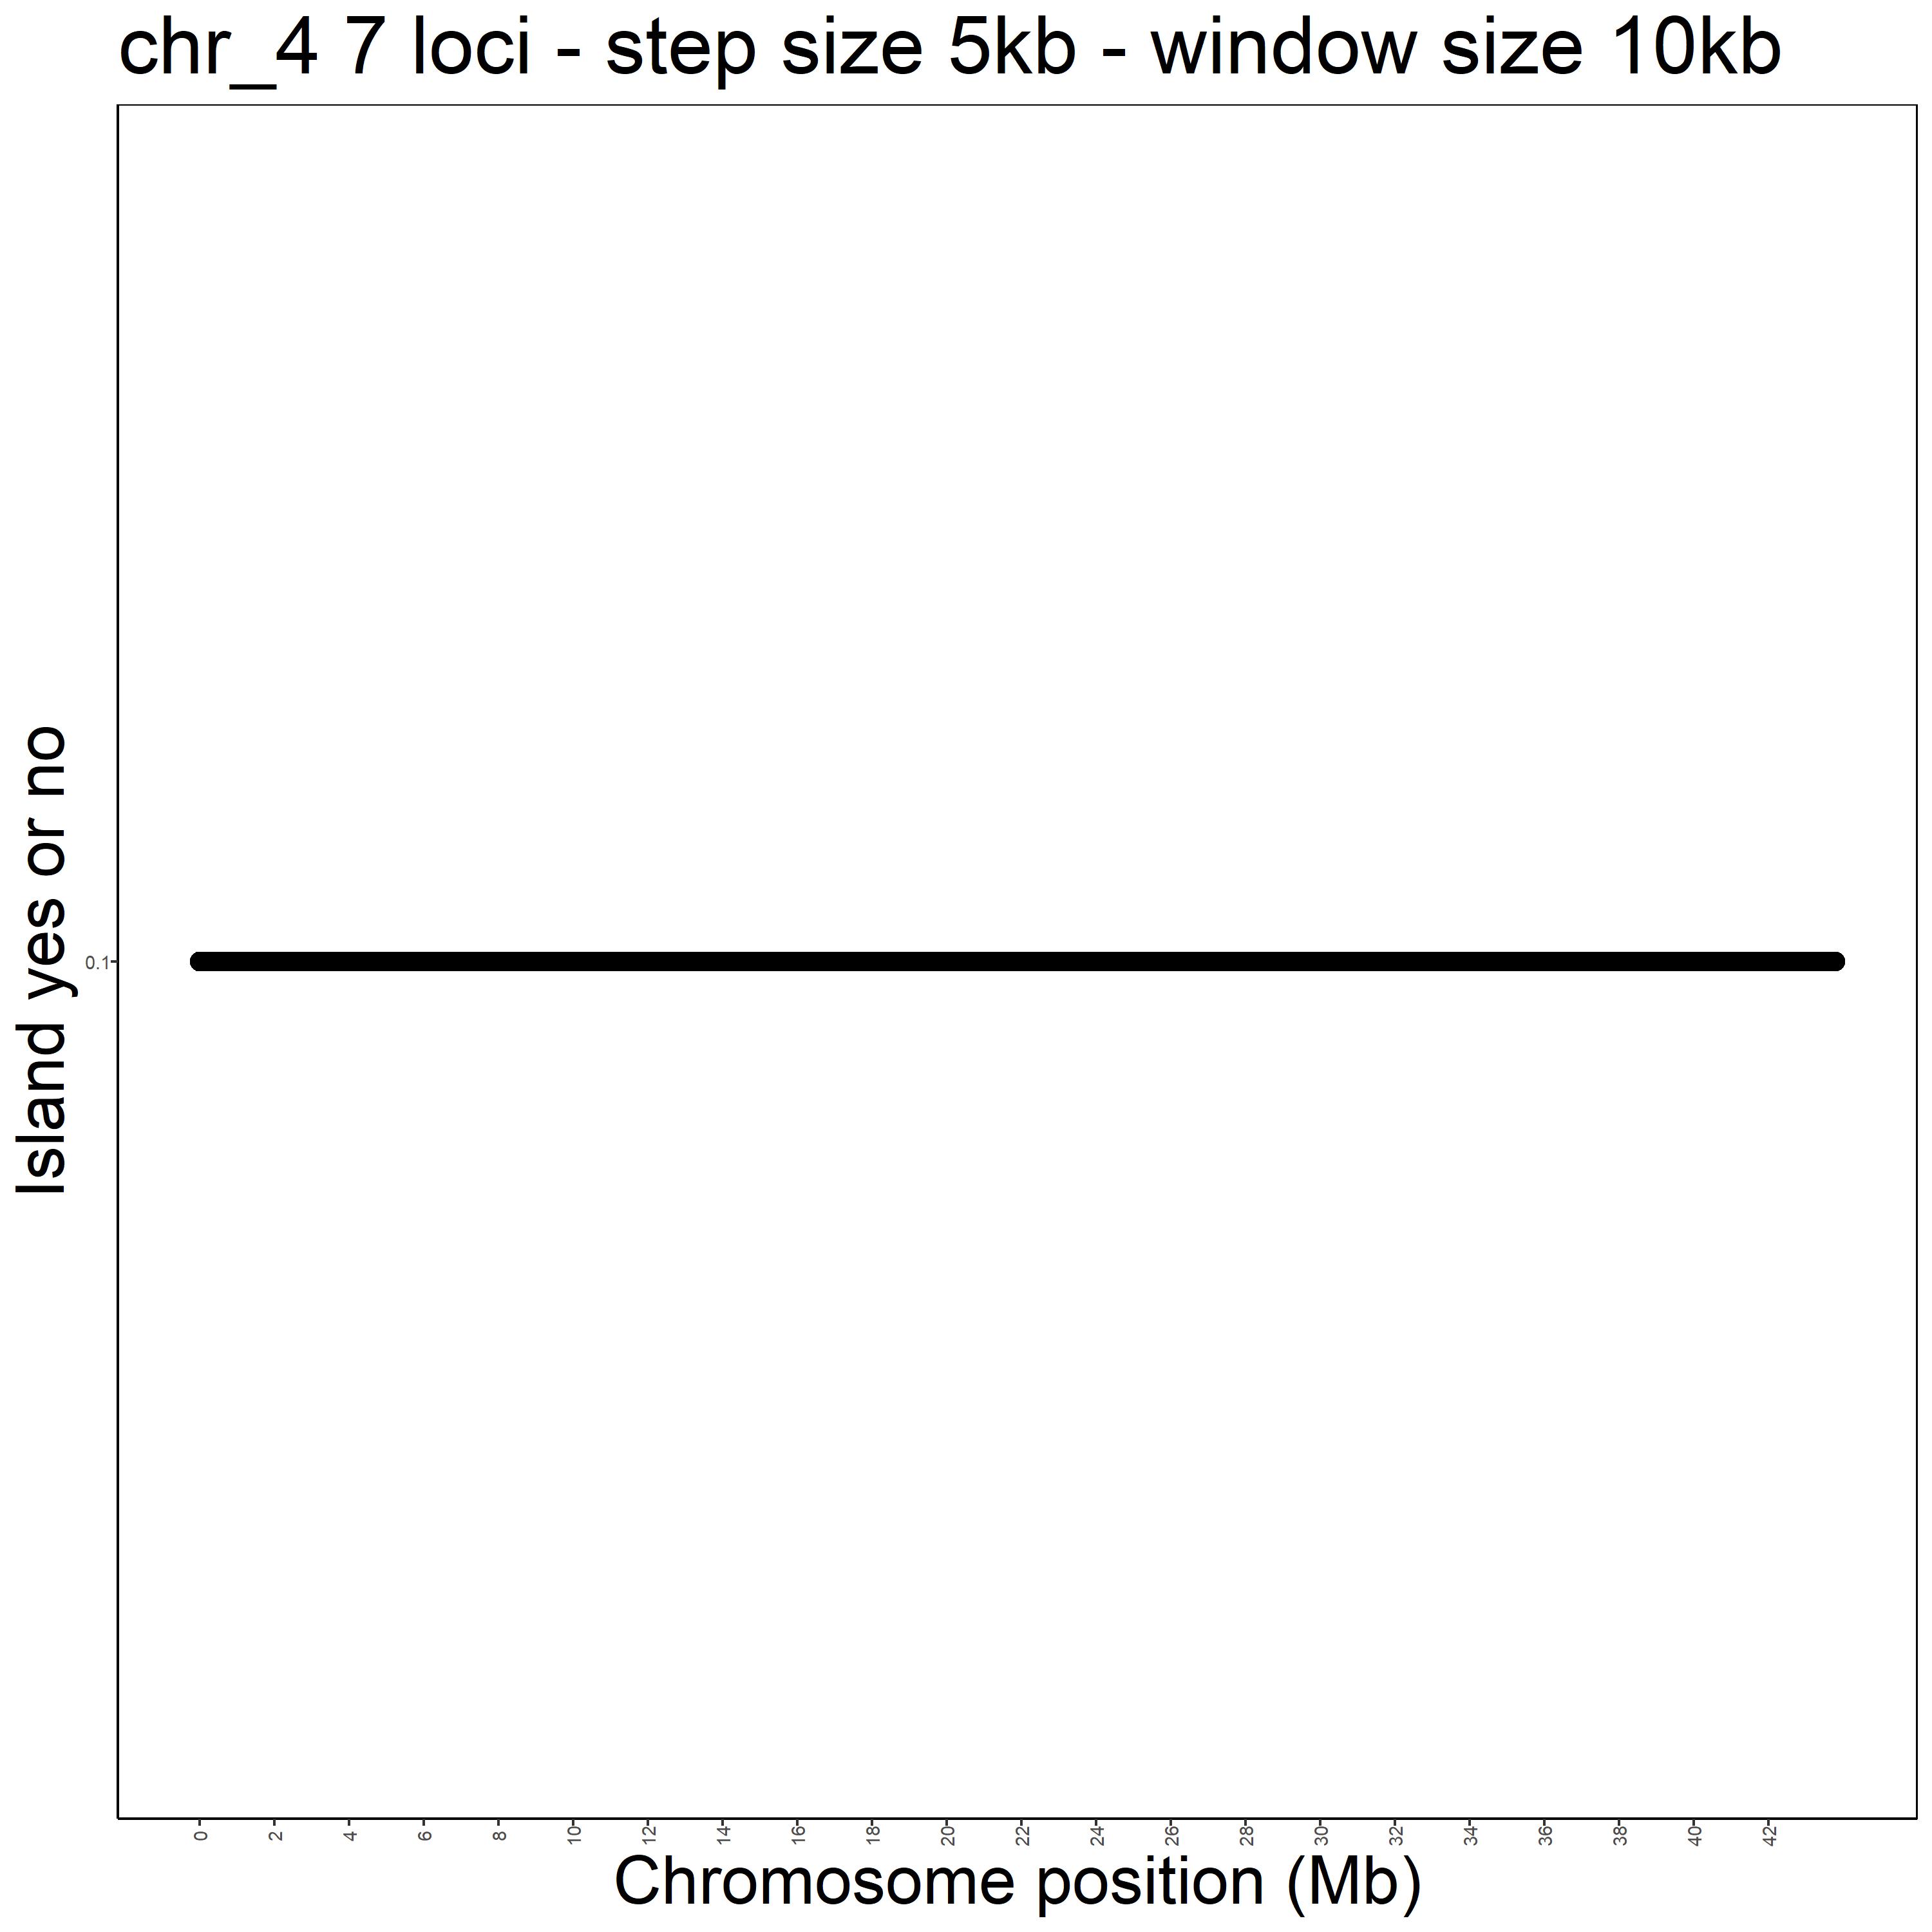 chr_4 7 loci - step size 5kb - window size 10kb
Island yes or no
0.1
0 2 4 6 8 10 12 14 16 18 20 22 24 26 28 30 32 34 36 38 40 42
Chromosome position (Mb)